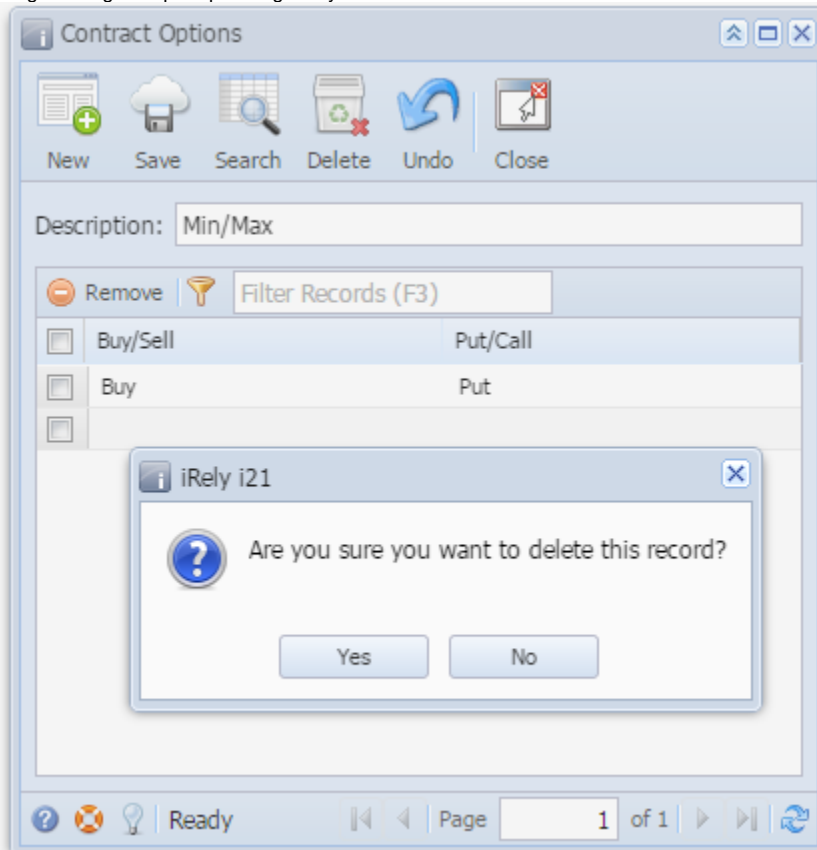 Contract Options
New Save Search Delete Undo Close
Description: Min/Max
Remove Filter Records (F3)
Buy/Sell Put/Call
Buy Put
iRely i21
Are you sure you want to delete this record?
Yes No
Ready Page 1 of 1